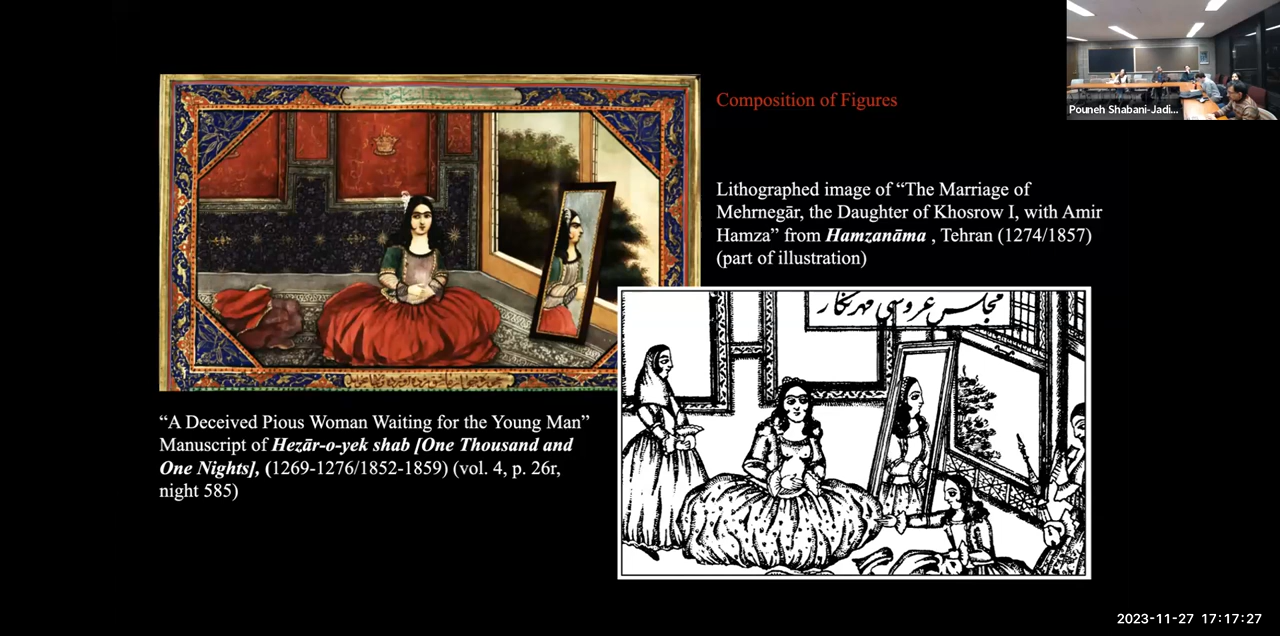 Composition of Figures
Pouneh Shabani-Jadi...
Lithographed image of “The Marriage of
Mehrnegār, the Daughter of Khosrow I, with Amir
Hamza” from Hamzanāma , Tehran (1274/1857)
(part of illustration)
مجلس عروسی مهرنگار
“A Deceived Pious Woman Waiting for the Young Man”
Manuscript of Hezār-o-yek shab [One Thousand and
One Nights], (1269-1276/1852-1859) (vol. 4, p. 26r,
night 585)
2023-11-27 17:17:27